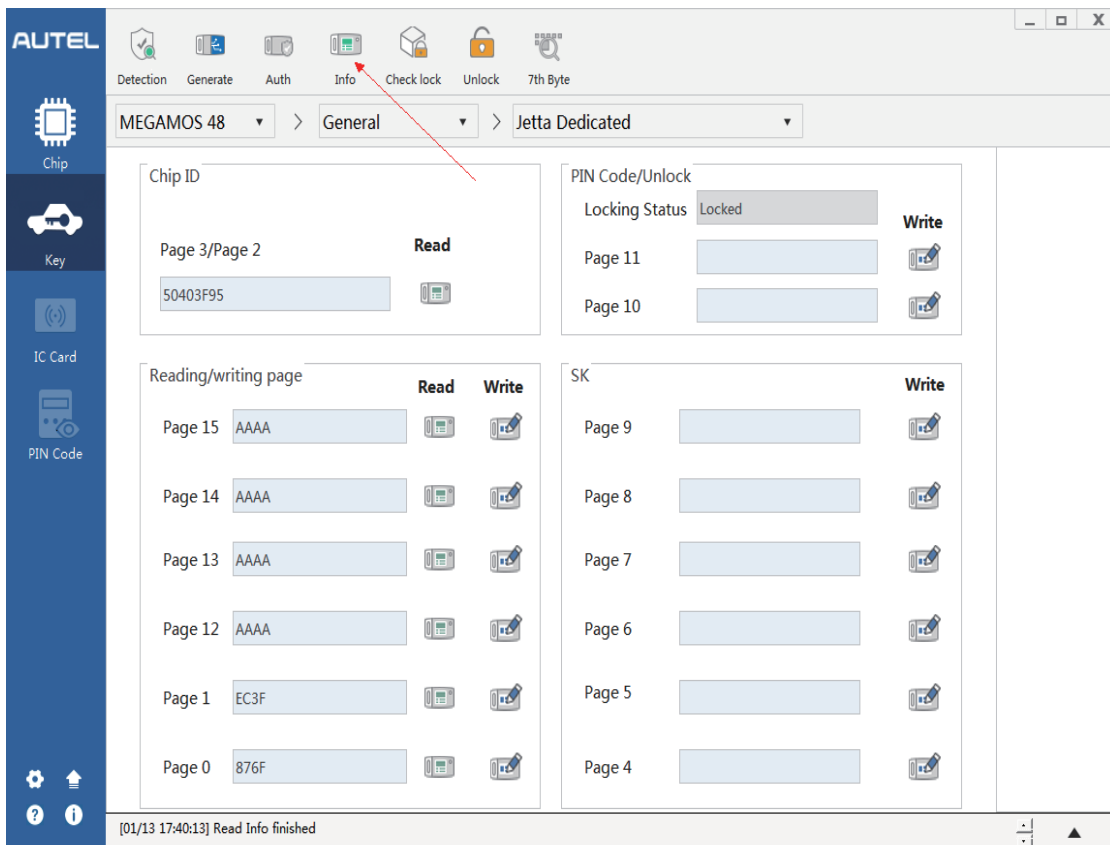 AUTEL
Detection Generate Auth Info Check lock Unlock 7th Byte
MEGAMOS 48 > General > Jetta Dedicated
Chip
Key
IC Card
PIN Code
Chip ID
Page 3/Page 2 Read
50403F95
PIN Code/Unlock
Locking Status Locked
Write
Page 11
Page 10
Reading/writing page
Read Write
Page 15 AAAA
Page 14 AAAA
Page 13 AAAA
Page 12 AAAA
Page 1 EC3F
Page 0 876F
SK
Write
Page 9
Page 8
Page 7
Page 6
Page 5
Page 4
[01/13 17:40:13] Read Info finished